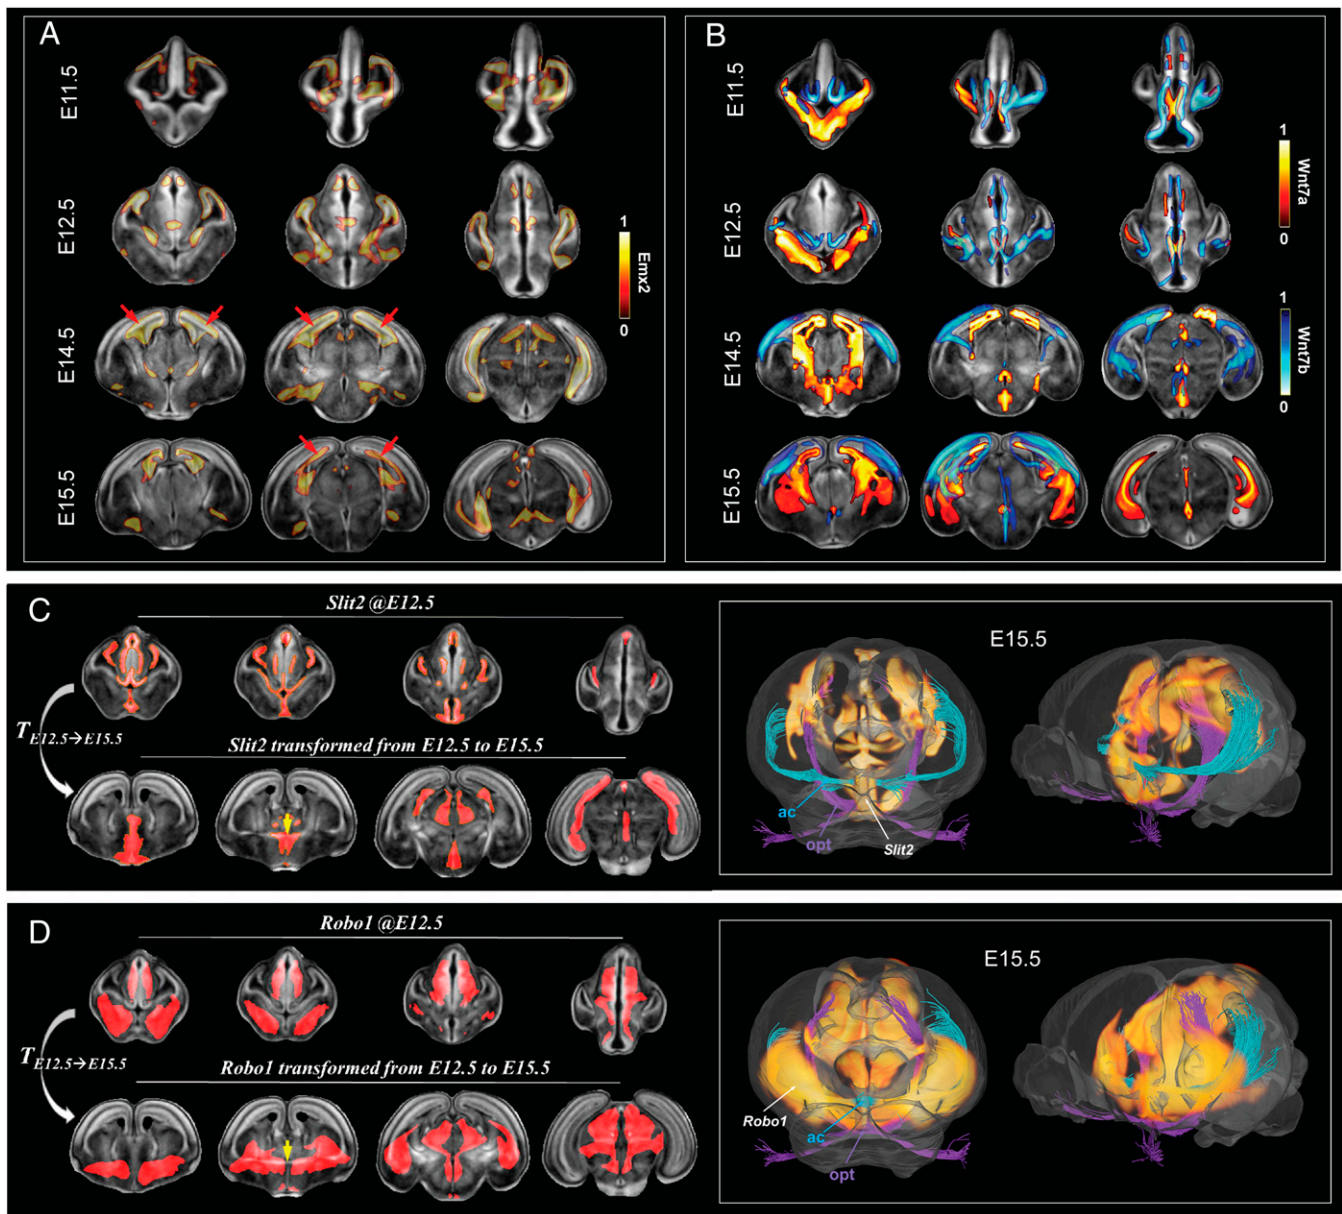 A
E11.5
E12.5
E14.5
E15.5
1
Emx2
0
B
E11.5
E12.5
E14.5
E15.5
1
Wnt7a
0
1
Wnt7b
0
C
Slit2 @E12.5
T E12.5→E15.5
Slit2 transformed from E12.5 to E15.5
E15.5
ac
opt
Slit2
D
Robo1 @E12.5
T E12.5→E15.5
Robo1 transformed from E12.5 to E15.5
E15.5
Robo1
ac
opt